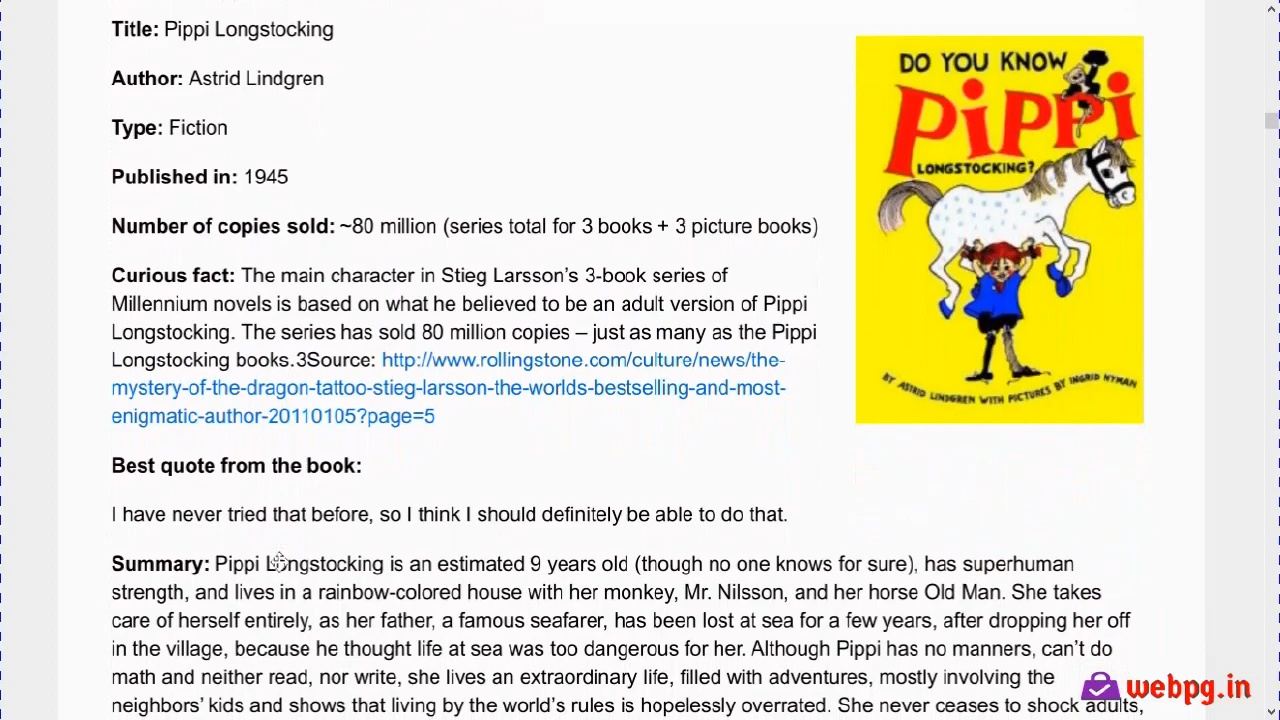 Title: Pippi Longstocking
Author: Astrid Lindgren
Type: Fiction
Published in: 1945
Number of copies sold: ~80 million (series total for 3 books + 3 picture books)
Curious fact: The main character in Stieg Larsson’s 3-book series of
Millennium novels is based on what he believed to be an adult version of Pippi
Longstocking. The series has sold 80 million copies – just as many as the Pippi
Longstocking books.3Source: http://www.rollingstone.com/culture/news/the-
mystery-of-the-dragon-tattoo-stieg-larsson-the-worlds-bestselling-and-most-
enigmatic-author-20110105?page=5
DO YOU KNOW
Pippi
LONGSTOCKING?
BY ASTRID LINDGREN WITH PICTURES BY INGRID NYMAN
Best quote from the book:
I have never tried that before, so I think I should definitely be able to do that.
Summary: Pippi Longstocking is an estimated 9 years old (though no one knows for sure), has superhuman
strength, and lives in a rainbow-colored house with her monkey, Mr. Nilsson, and her horse Old Man. She takes
care of herself entirely, as her father, a famous seafarer, has been lost at sea for a few years, after dropping her off
in the village, because he thought life at sea was too dangerous for her. Although Pippi has no manners, can’t do
math and neither read, nor write, she lives an extraordinary life, filled with adventures, mostly involving the
neighbors’ kids and shows that living by the world’s rules is hopelessly overrated. She never ceases to shock adults,
webpg.in